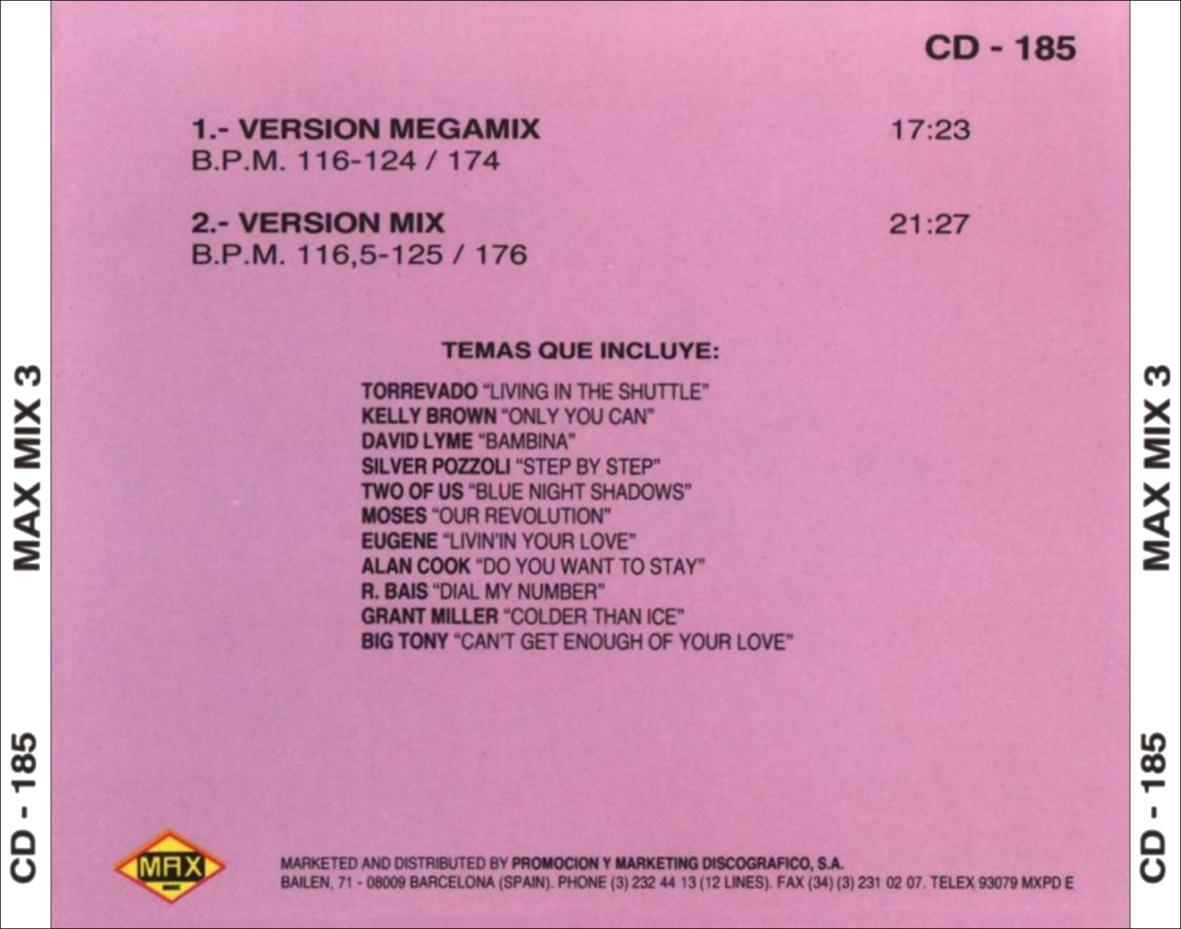 CD - 185
1.- VERSION MEGAMIX 17:23
B.P.M. 116-124 / 174
2.- VERSION MIX 21:27
B.P.M. 116,5-125 / 176
TEMAS QUE INCLUYE:
TORREVADO “LIVING IN THE SHUTTLE”
KELLY BROWN “ONLY YOU CAN”
DAVID LYME “BAMBINA”
SILVER POZZOLI “STEP BY STEP”
TWO OF US “BLUE NIGHT SHADOWS”
MOSES “OUR REVOLUTION”
EUGENE “LIVIN'IN YOUR LOVE”
ALAN COOK “DO YOU WANT TO STAY”
R. BAIS “DIAL MY NUMBER”
GRANT MILLER “COLDER THAN ICE”
BIG TONY “CAN'T GET ENOUGH OF YOUR LOVE”
MAX
MARKETED AND DISTRIBUTED BY PROMOCION Y MARKETING DISCOGRAFICO, S.A.
BAILEN, 71 - 08009 BARCELONA (SPAIN). PHONE (3) 232 44 13 (12 LINES). FAX (34) (3) 231 02 07. TELEX 93079 MXPD E
CD - 185 MAX MIX 3
CD - 185 MAX MIX 3